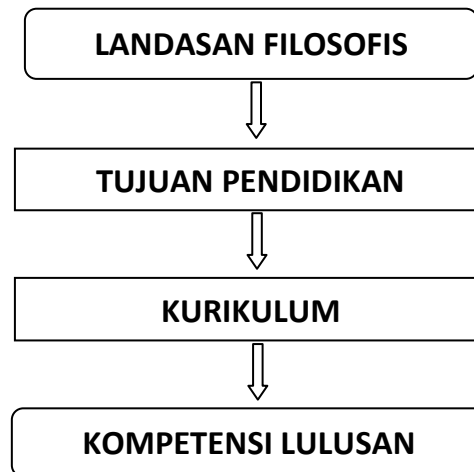 LANDASAN FILOSOFIS
TUJUAN PENDIDIKAN
KURIKULUM
KOMPETENSI LULUSAN